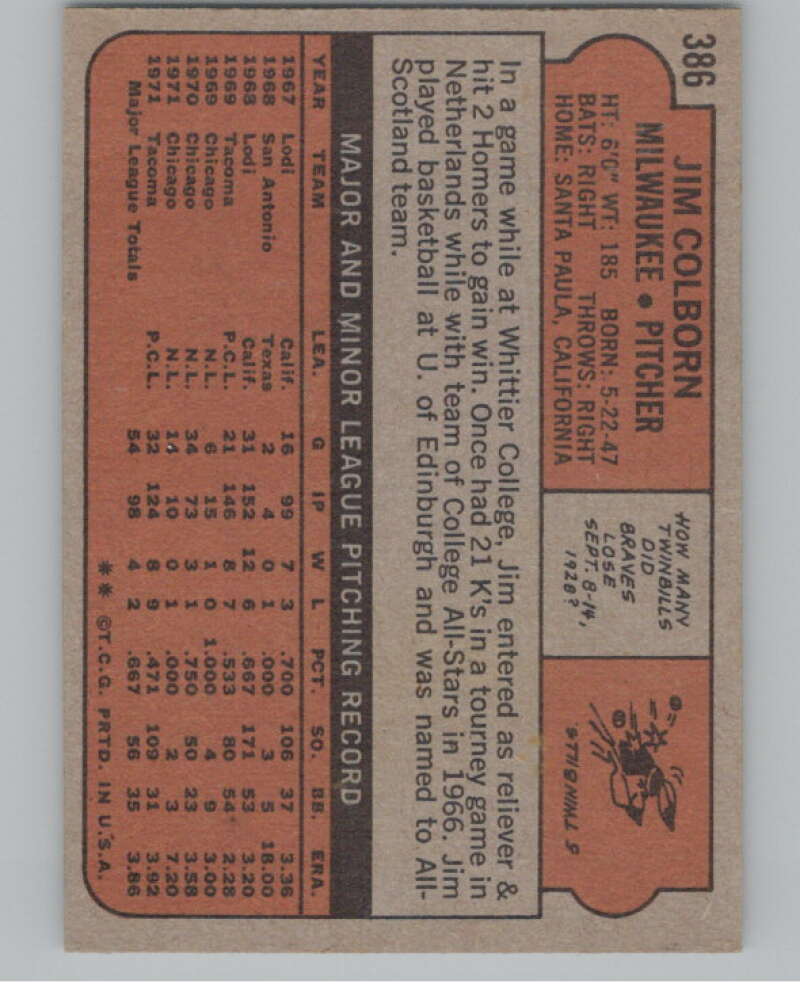 386
JIM COLBORN
MILWAUKEE • PITCHER
HT: 6'0" WT: 185 BORN: 5-22-47
BATS: RIGHT THROWS: RIGHT
HOME: SANTA PAULA, CALIFORNIA
HOW MANY
TWINBILLS
DID
BRAVES
LOSE
SEPT. 8-14,
1928?
5 TWINBILLS
In a game while at Whittier College, Jim entered as reliever &
hit 2 Homers to gain win. Once had 21 K's in a tourney game in
Netherlands while with team of College All-Stars in 1966. Jim
played basketball at U. of Edinburgh and was named to All-
Scotland team.
MAJOR AND MINOR LEAGUE PITCHING RECORD
YEAR TEAM LEA. G IP W L PCT. SO. BB. ERA.
1967 Lodi Calif. 16 99 7 3 .700 106 37 3.36
1968 San Antonio Texas 2 4 0 1 .000 3 5 18.00
1968 Lodi Calif. 31 152 12 6 .667 171 53 3.20
1969 Tacoma P.C.L. 21 146 8 7 .533 80 54 2.28
1969 Chicago N.L. 6 15 1 0 1.000 4 9 3.00
1970 Chicago N.L. 34 73 3 1 .750 50 23 3.58
1971 Chicago N.L. 14 10 0 1 .000 2 3 7.20
1971 Tacoma P.C.L. 32 124 8 9 .471 109 31 3.92
Major League Totals 54 98 4 2 .667 56 35 3.86
** ©T.C.G. PRTD. IN U.S.A.